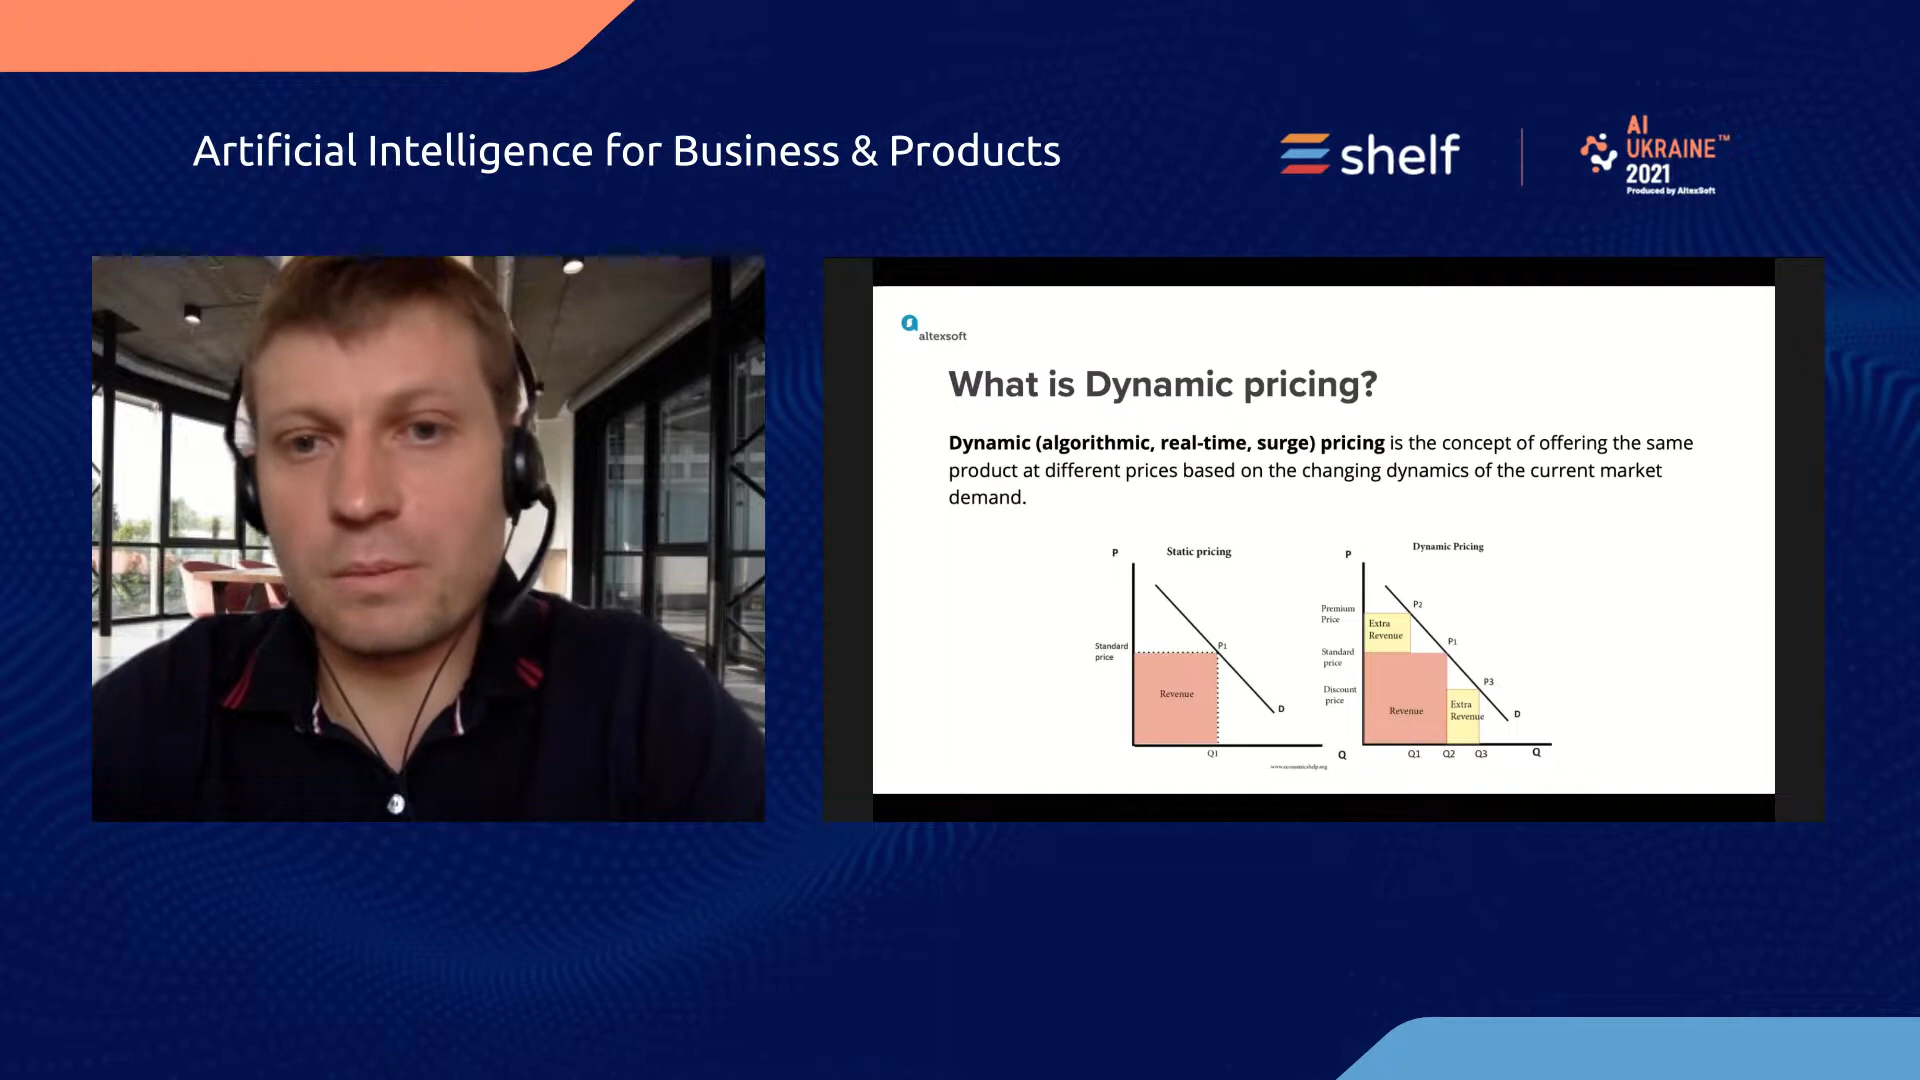 Artificial Intelligence for Business & Products
shelf
AI
UKRAINE™
2021
Produced by AltexSoft
altexsoft
What is Dynamic pricing?
Dynamic (algorithmic, real-time, surge) pricing is the concept of offering the same
product at different prices based on the changing dynamics of the current market
demand.
P
Static pricing
Standard
price
P1
Revenue
D
Q1
Q
www.economicshelp.org
P
Dynamic Pricing
Premium
Price
P2
Extra
Revenue
P1
Standard
price
P3
Discount
price
Extra
Revenue
Revenue
D
Q1
Q2
Q3
Q